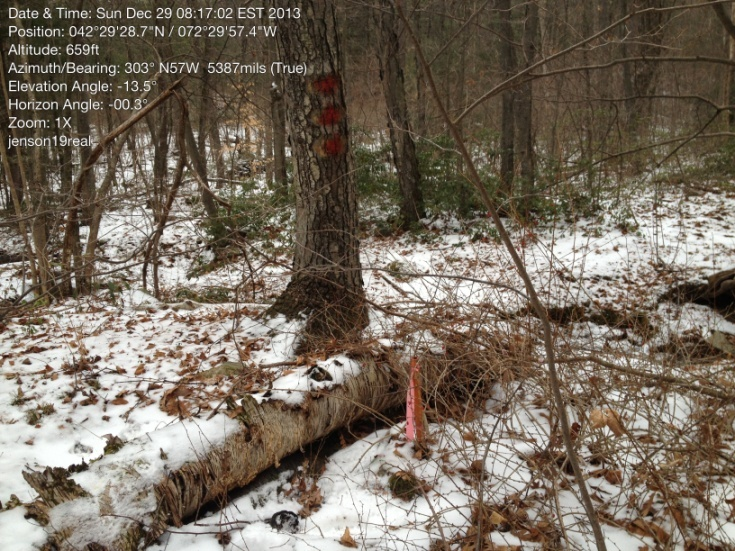 Date & Time: Sun Dec 29 08:17:02 EST 2013
Position: 042°29'28.7"N / 072°29'57.4"W
Altitude: 659ft
Azimuth/Bearing: 303° N57W 5387mils (True)
Elevation Angle: -13.5°
Horizon Angle: -00.3°
Zoom: 1X
jenson19real